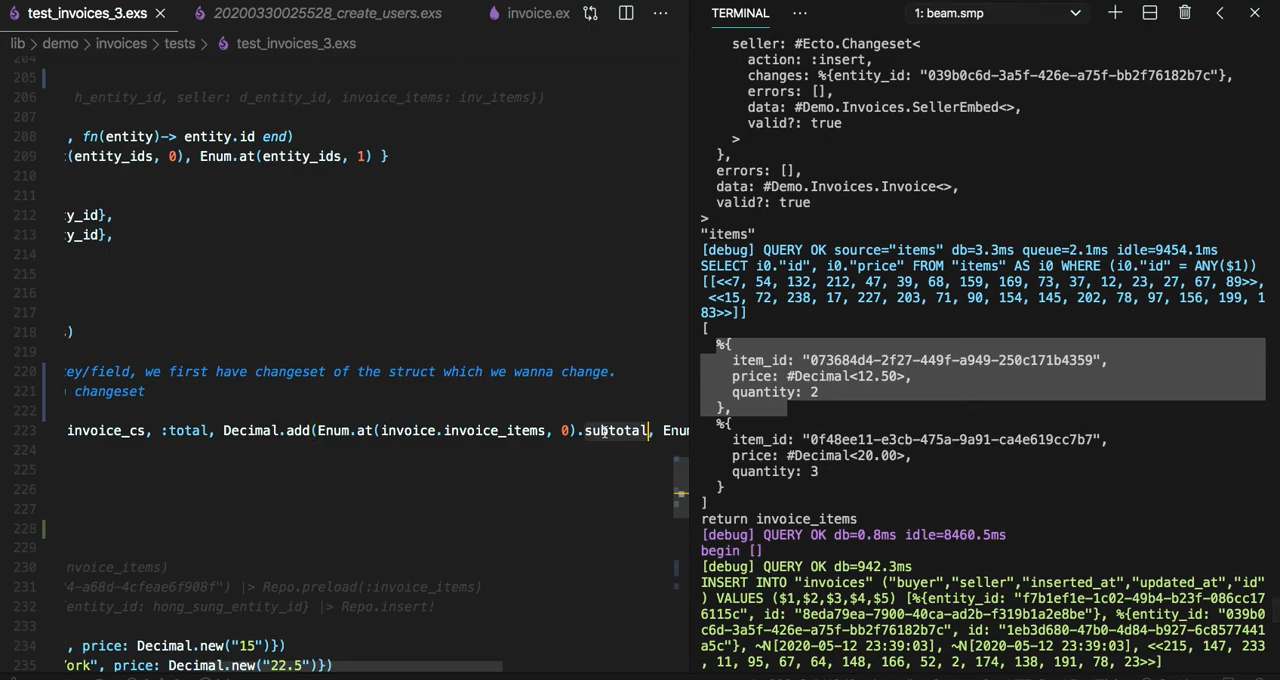 test_invoices_3.exs
20200330025528_create_users.exs
invoice.ex
lib > demo > invoices > tests > test_invoices_3.exs
204
205
206 h_entity_id, seller: d_entity_id, invoice_items: inv_items})
207
208 , fn(entity)-> entity.id end)
209 (entity_ids, 0), Enum.at(entity_ids, 1) }
210
211
212 y_id},
213 y_id},
214
215
216
217
218 )
219
220 ey/field, we first have changeset of the struct which we wanna change.
221 changeset
222
223 invoice_cs, :total, Decimal.add(Enum.at(invoice.invoice_items, 0).subtotal, Enum
224
225
226
227
228
229
230 nvoice_items)
231 4-a68d-4cfeae6f908f") |> Repo.preload(:invoice_items)
232 entity_id: hong_sung_entity_id} |> Repo.insert!
233
234 , price: Decimal.new("15")})
235 ork", price: Decimal.new("22.5")})
TERMINAL
1: beam.smp
seller: #Ecto.Changeset<
action: :insert,
changes: %{entity_id: "039b0c6d-3a5f-426e-a75f-bb2f76182b7c"},
errors: [],
data: #Demo.Invoices.SellerEmbed<>,
valid?: true
>
},
errors: [],
data: #Demo.Invoices.Invoice<>,
valid?: true
>
"items"
[debug] QUERY OK source="items" db=3.3ms queue=2.1ms idle=9454.1ms
SELECT i0."id", i0."price" FROM "items" AS i0 WHERE (i0."id" = ANY($1))
[[<<7, 54, 132, 212, 47, 39, 68, 159, 169, 73, 37, 12, 23, 27, 67, 89>>,
<<15, 72, 238, 17, 227, 203, 71, 90, 154, 145, 202, 78, 97, 156, 199, 1
83>>]]
[
%{
item_id: "073684d4-2f27-449f-a949-250c171b4359",
price: #Decimal<12.50>,
quantity: 2
},
%{
item_id: "0f48ee11-e3cb-475a-9a91-ca4e619cc7b7",
price: #Decimal<20.00>,
quantity: 3
}
]
return invoice_items
[debug] QUERY OK db=0.8ms idle=8460.5ms
begin []
[debug] QUERY OK db=942.3ms
INSERT INTO "invoices" ("buyer","seller","inserted_at","updated_at","id"
) VALUES ($1,$2,$3,$4,$5) [%{entity_id: "f7b1ef1e-1c02-49b4-b23f-086cc17
6115c", id: "8eda79ea-7900-40ca-ad2b-f319b1a2e8be"}, %{entity_id: "039b0
c6d-3a5f-426e-a75f-bb2f76182b7c", id: "1eb3d680-47b0-4d84-b927-6c8577441
a5c"}, ~N[2020-05-12 23:39:03], ~N[2020-05-12 23:39:03], <<215, 147, 233
, 11, 95, 67, 64, 148, 166, 52, 2, 174, 138, 191, 78, 23>>]